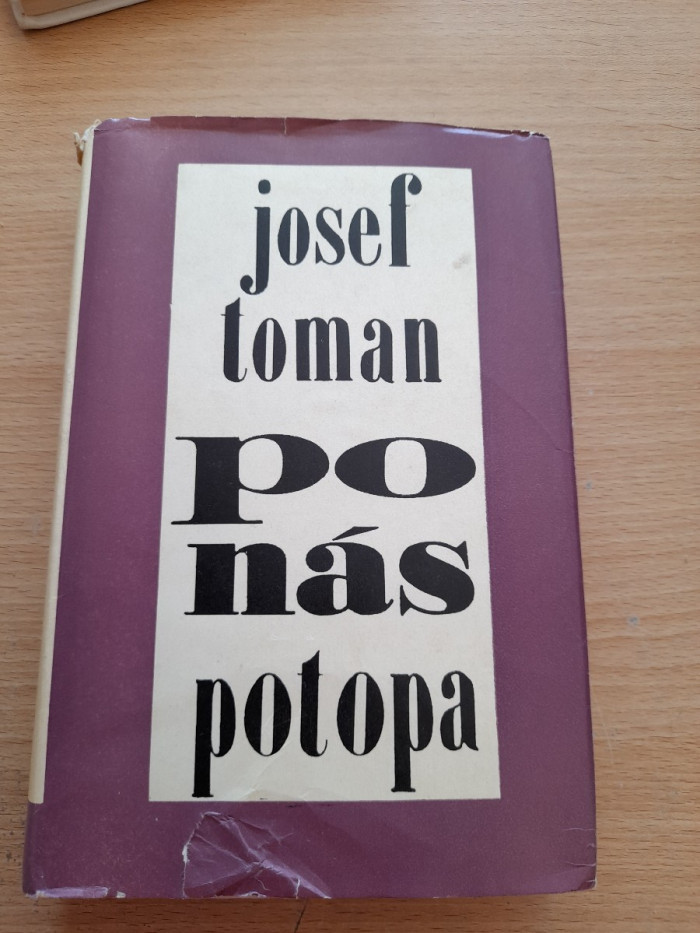 josef
toman
po
nás
potopa